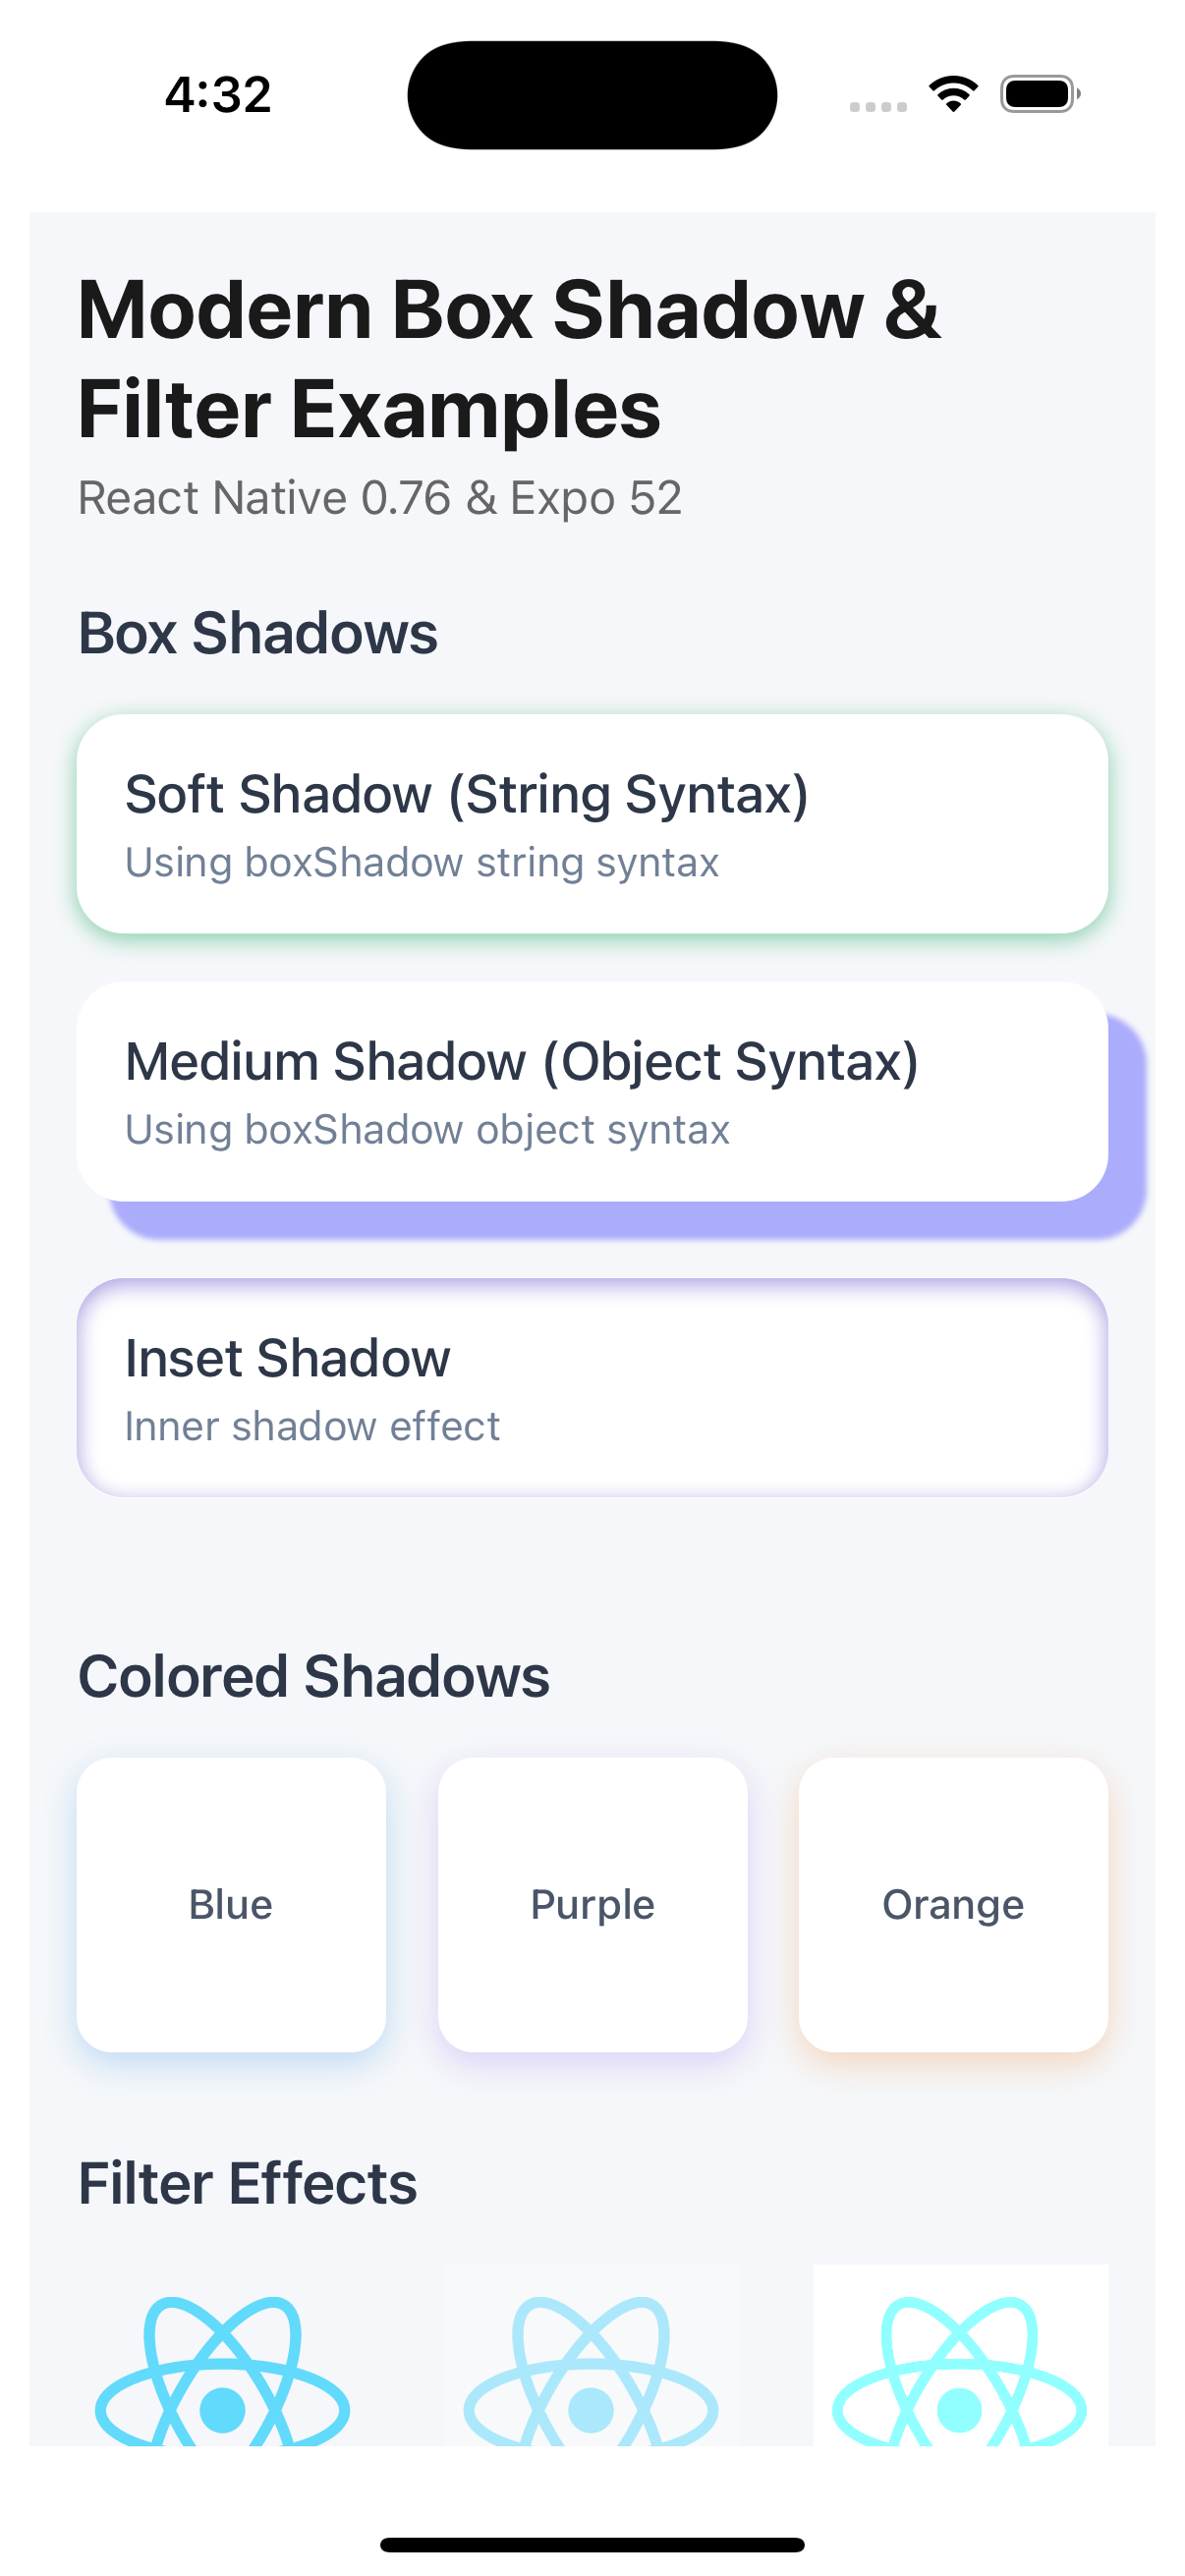 4:32
Modern Box Shadow &
Filter Examples
React Native 0.76 & Expo 52
Box Shadows
Soft Shadow (String Syntax)
Using boxShadow string syntax
Medium Shadow (Object Syntax)
Using boxShadow object syntax
Inset Shadow
Inner shadow effect
Colored Shadows
Blue
Purple
Orange
Filter Effects